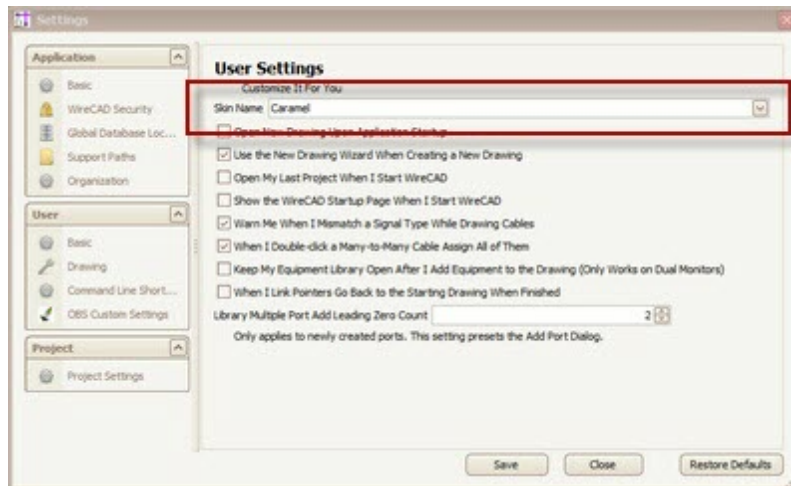 Settings
Application
Basic
WireCAD Security
Global Database Loc...
Support Paths
Organization
User
Basic
Drawing
Command Line Short...
OBS Custom Settings
Project
Project Settings
User Settings
Customize It For You
Skin Name Caramel
Open New Drawing Upon Application Startup
Use the New Drawing Wizard When Creating a New Drawing
Open My Last Project When I Start WireCAD
Show the WireCAD Startup Page When I Start WireCAD
Warn Me When I Mismatch a Signal Type While Drawing Cables
When I Double-click a Many-to-Many Cable Assign All of Them
Keep My Equipment Library Open After I Add Equipment to the Drawing (Only Works on Dual Monitors)
When I Link Pointers Go Back to the Starting Drawing When Finished
Library Multiple Port Add Leading Zero Count 2
Only applies to newly created ports. This setting presets the Add Port Dialog.
Save Close Restore Defaults